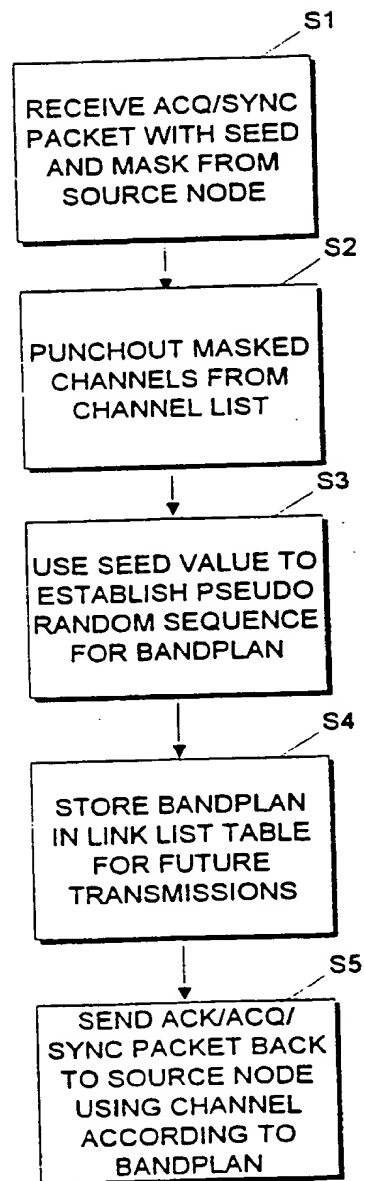 S1
RECEIVE ACQ/SYNC
PACKET WITH SEED
AND MASK FROM
SOURCE NODE
S2
PUNCHOUT MASKED
CHANNELS FROM
CHANNEL LIST
S3
USE SEED VALUE TO
ESTABLISH PSEUDO
RANDOM SEQUENCE
FOR BANDPLAN
S4
STORE BANDPLAN
IN LINK LIST TABLE
FOR FUTURE
TRANSMISSIONS
S5
SEND ACK/ACQ/
SYNC PACKET BACK
TO SOURCE NODE
USING CHANNEL
ACCORDING TO
BANDPLAN